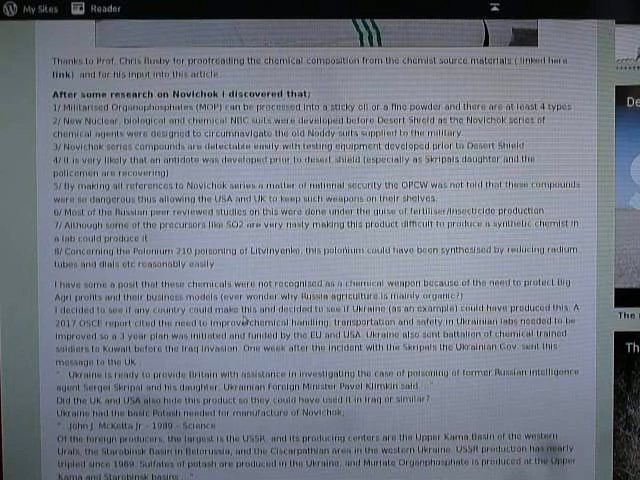 My Sites
Reader
Thanks to Prof. Chris Busby for proofreading the chemical composition from the chemist source materials ( linked here
link) and for his input into this article.
After some research on Novichok I discovered that;
1/ Militarised Organophosphates (MOP) can be processed into a sticky oil or a fine powder and there are at least 4 types
2/ New Nuclear, biological and chemical NBC suits were developed before Desert Shield as the Novichok series of
chemical agents were designed to circumnavigate the old Noddy suits supplied to the military.
3/ Novichok series compounds are detectable easily with testing equipment developed prior to Desert Shield
4/ It is very likely that an antidote was developed prior to desert shield (especially as Skripals daughter and the
policemen are recovering)
5/ By making all references to Novichok series a matter of national security the OPCW was not told that these compounds
were so dangerous thus allowing the USA and UK to keep such weapons on their shelves.
6/ Most of the Russian peer reviewed studies on this were done under the guise of fertiliser/insecticide production
7/ Although some of the precursors like SO2 are very nasty making this product difficult to produce a synthetic chemist in
a lab could produce it
8/ Concerning the Polonium 210 poisoning of Litvinyenko, this polonium could have been synthesised by reducing radium
tubes and dials etc reasonably easily
I have some a posit that these chemicals were not recognised as a chemical weapon because of the need to protect Big
Agri profits and their business models (ever wonder why Russia agriculture is mainly organic?)
I decided to see if any country could make this and decided to see if Ukraine (as an example) could have produced this. A
2017 OSCE report cited the need to improve chemical handling, transportation and safety in Ukrainian labs needed to be
improved so a 3 year plan was initiated and funded by the EU and USA. Ukraine also sent battalion of chemical trained
soldiers to Kuwait before the Iraq invasion. One week after the incident with the Skripals the Ukrainian Gov. sent this
message to the UK
"...Ukraine is ready to provide Britain with assistance in investigating the case of poisoning of former Russian intelligence
agent Sergei Skripal and his daughter, Ukrainian Foreign Minister Pavel Klimkin said. ..."
Did the UK and USA also hide this product so they could have used it in Iraq or similar?
Ukraine had the basic Potash needed for manufacture of Novichok;
"...John J. McKetta Jr - 1989 - Science
Of the foreign producers, the largest is the USSR, and its producing centers are the Upper Kama Basin of the western
Urals, the Starobinsk Basin in Belorussia, and the Ciscarpathian area in the western Ukraine. USSR production has nearly
tripled since 1969. Sulfates of potash are produced in the Ukraine, and Muriate Organphosphate is produced at the Upper
Kama and Starobinsk basins ..."
De
The
Th